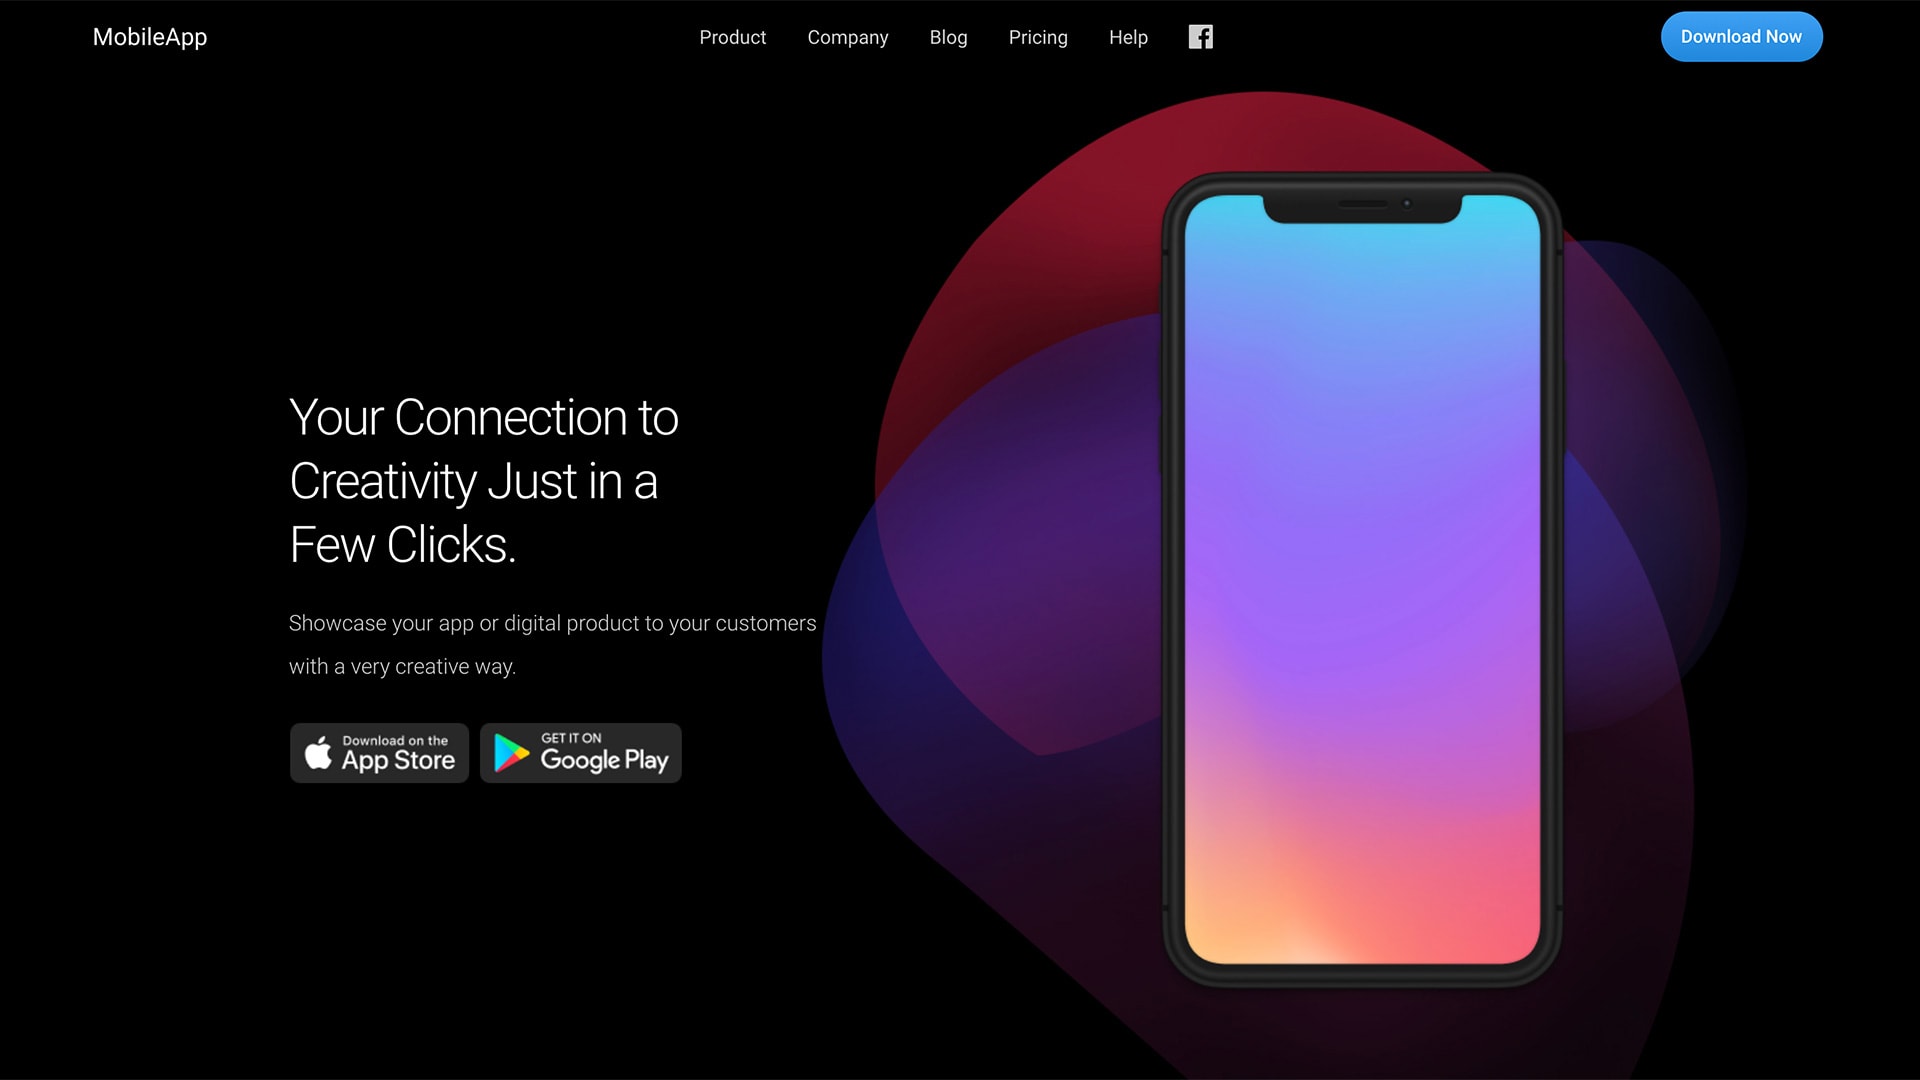 MobileApp
Product
Company
Blog
Pricing
Help
Download Now
Your Connection to
Creativity Just in a
Few Clicks.
Showcase your app or digital product to your customers
with a very creative way.
Download on the
App Store
GET IT ON
Google Play